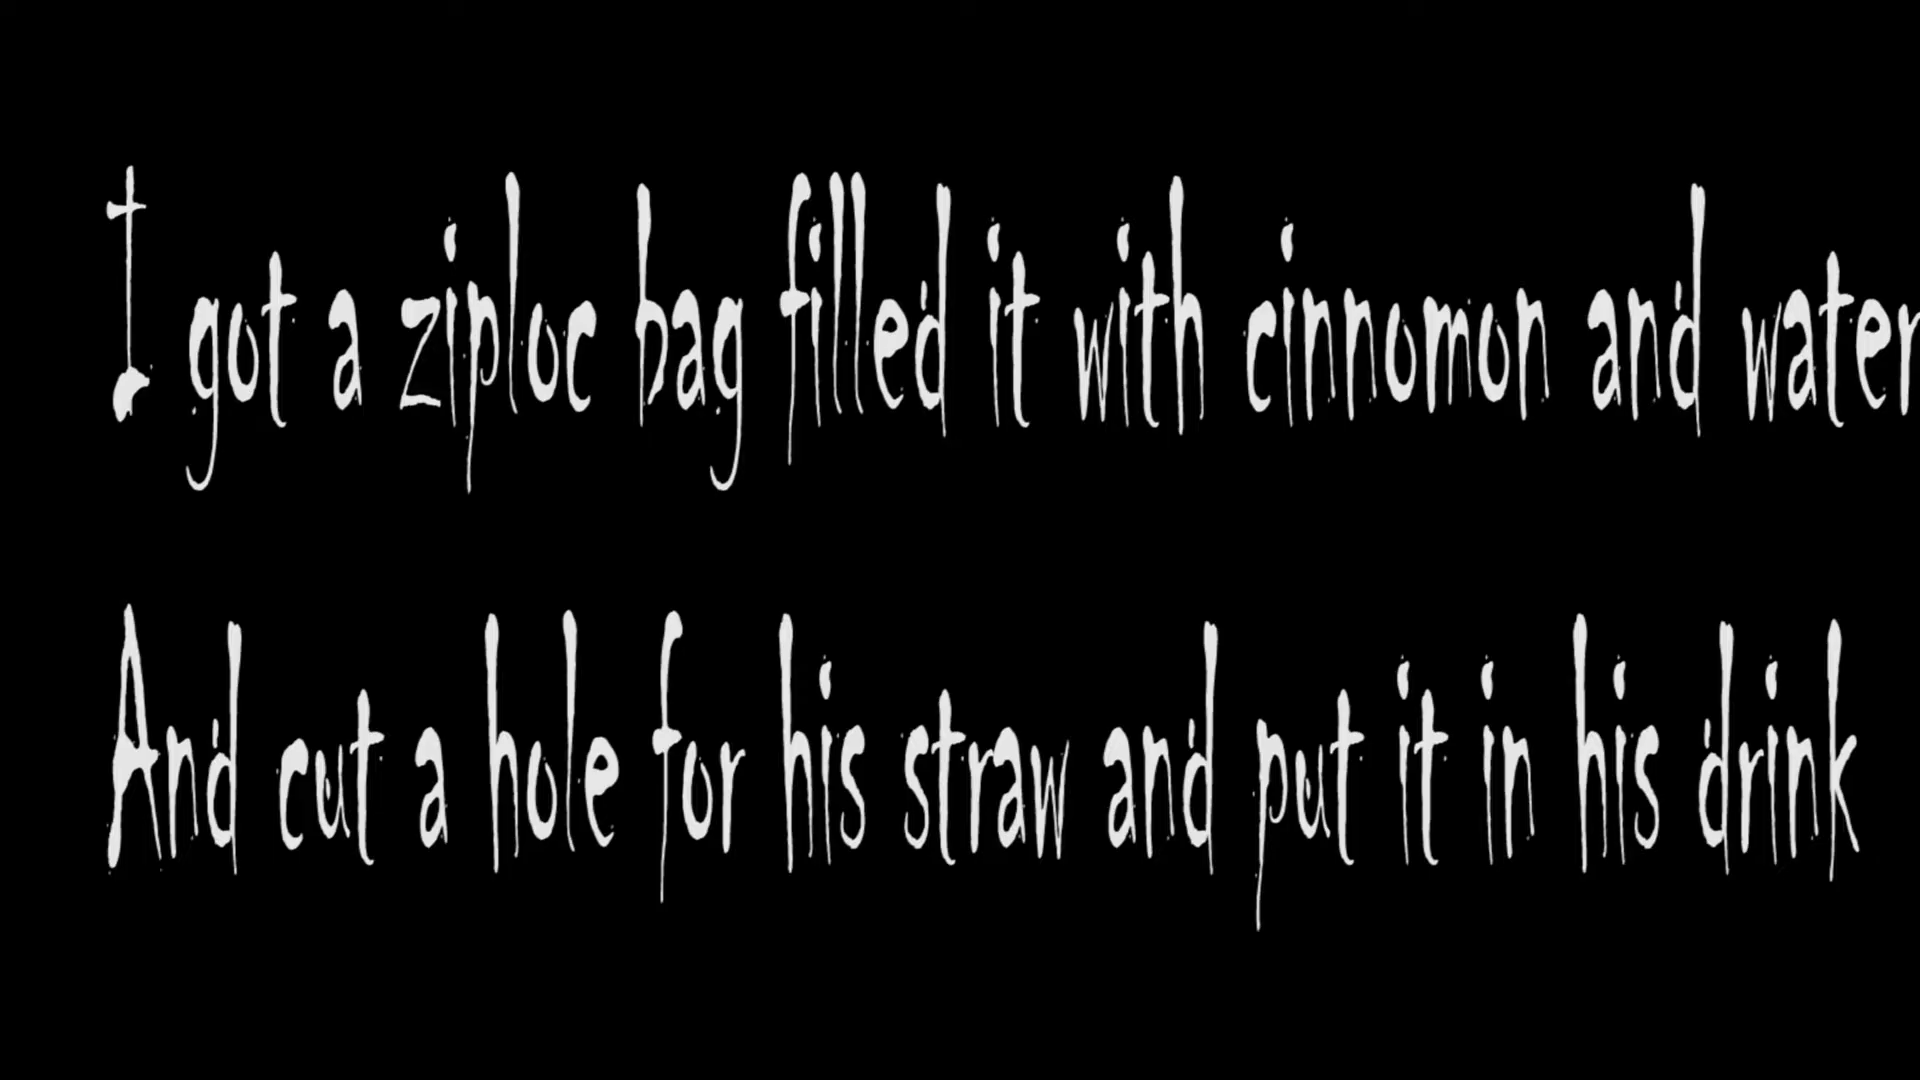 I got a ziploc bag filled it with cinnomon and water
And cut a hole for his straw and put it in his drink